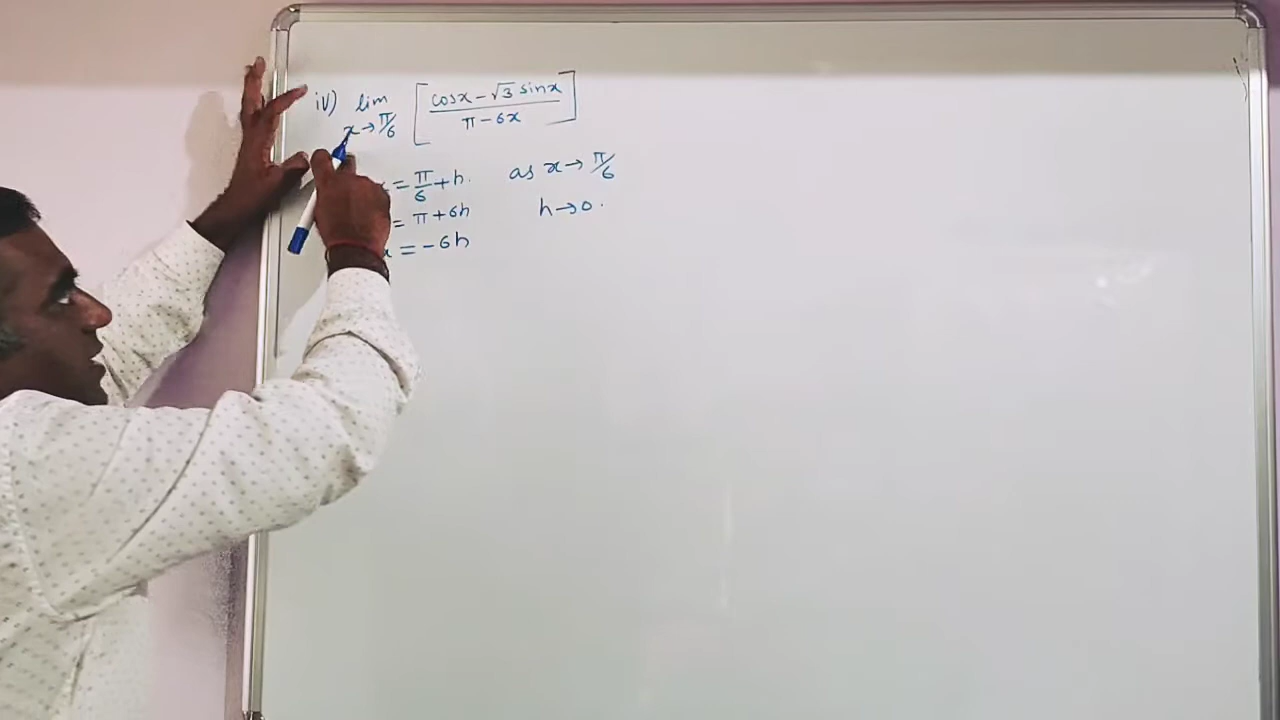 iv) lim x→π/6 [ (cosx − √3 sinx) / (π − 6x) ]
= π/6 + h. as x → π/6
= π + 6h h → 0.
= −6h